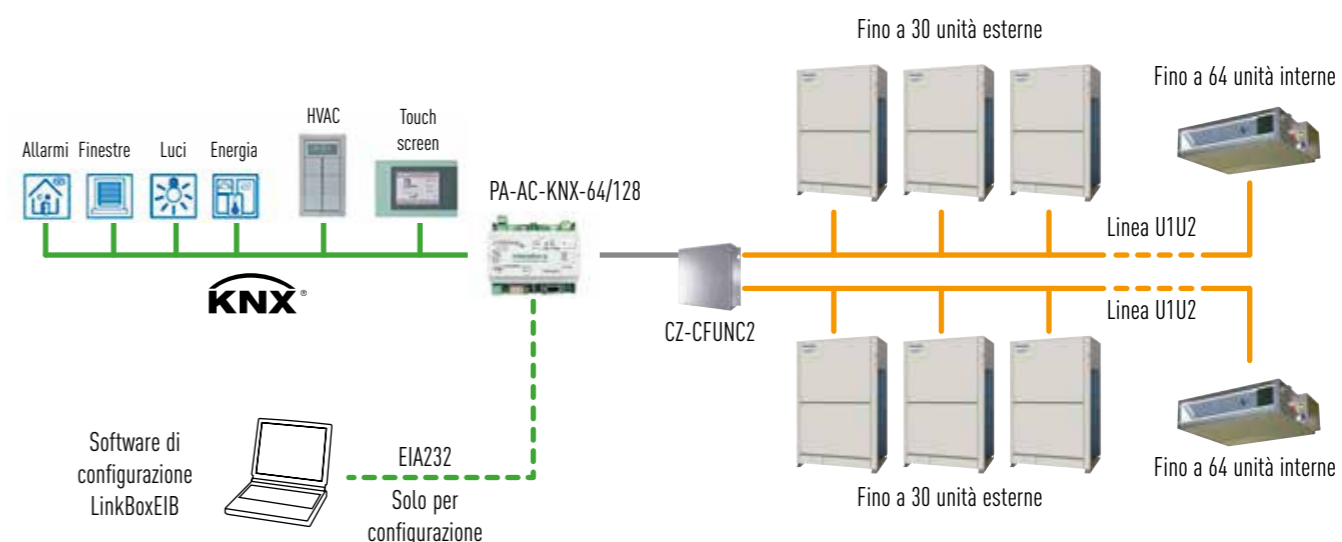 Fino a 30 unità esterne
Fino a 64 unità interne
HVAC
Touch
screen
Allarmi
Finestre
Luci
Energia
PA-AC-KNX-64/128
Linea U1U2
KNX®
CZ-CFUNC2
Linea U1U2
Software di
configurazione
LinkBoxEIB
EIA232
Solo per
configurazione
Fino a 30 unità esterne
Fino a 64 unità interne